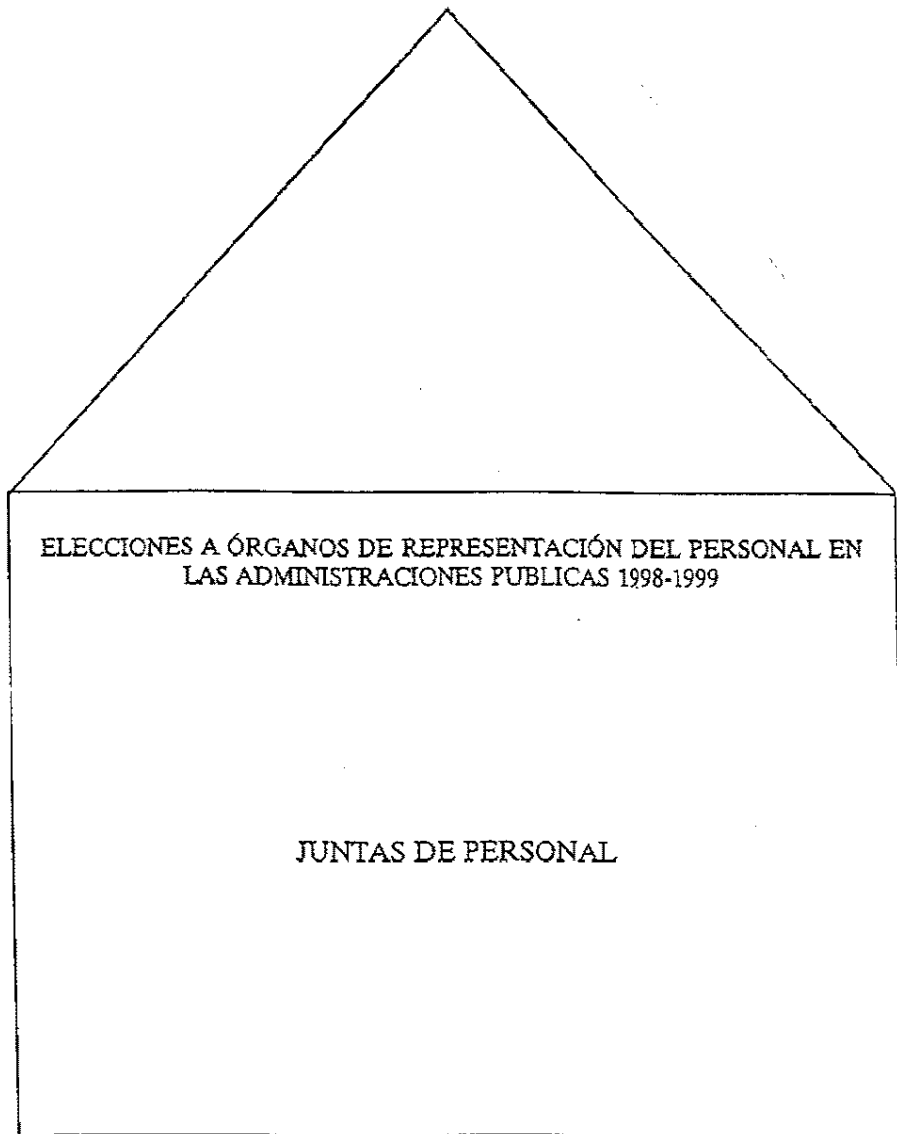 ELECCIONES A ÓRGANOS DE REPRESENTACIÓN DEL PERSONAL EN
LAS ADMINISTRACIONES PUBLICAS 1998-1999
JUNTAS DE PERSONAL